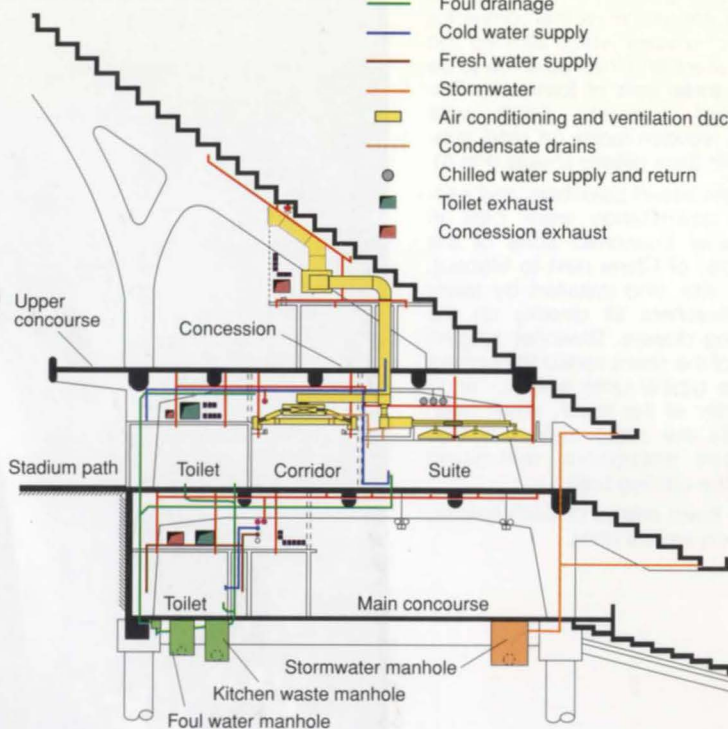 Foul drainage
Cold water supply
Fresh water supply
Stormwater
Air conditioning and ventilation duc
Condensate drains
Chilled water supply and return
Toilet exhaust
Concession exhaust
Upper
concourse
Concession
Stadium path
Toilet
Corridor
Suite
Toilet
Main concourse
Stormwater manhole
Kitchen waste manhole
Foul water manhole